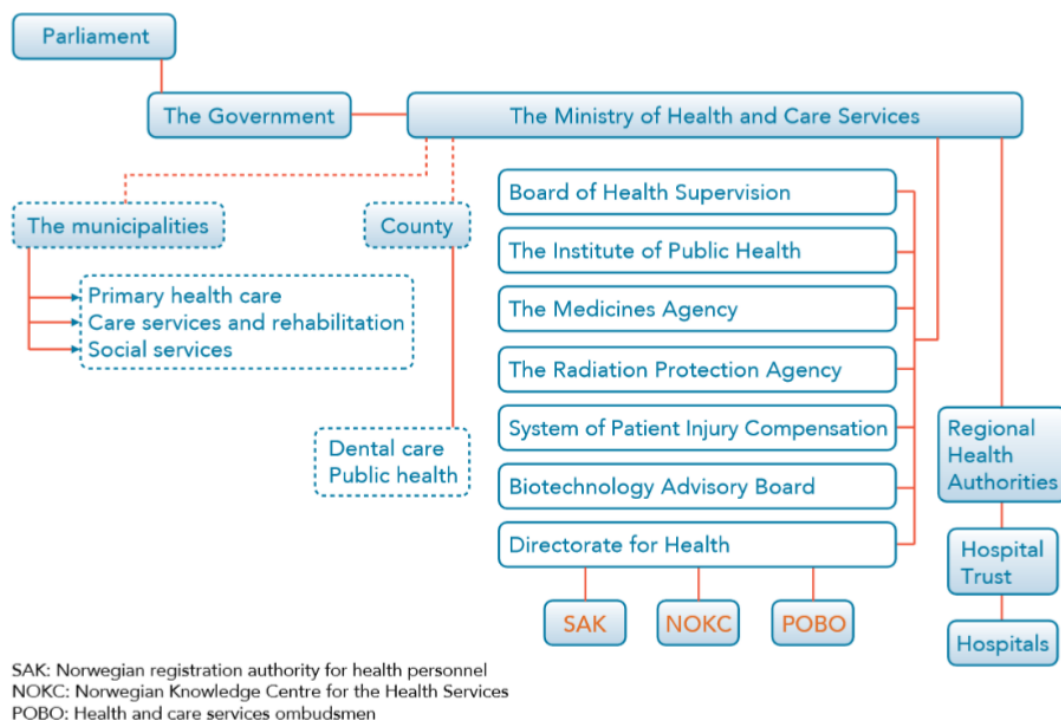 Parliament
The Government
The Ministry of Health and Care Services
The municipalities
County
Primary health care
Care services and rehabilitation
Social services
Dental care
Public health
Board of Health Supervision
The Institute of Public Health
The Medicines Agency
The Radiation Protection Agency
System of Patient Injury Compensation
Biotechnology Advisory Board
Directorate for Health
SAK
NOKC
POBO
Regional
Health
Authorities
Hospital
Trust
Hospitals
SAK: Norwegian registration authority for health personnel
NOKC: Norwegian Knowledge Centre for the Health Services
POBO: Health and care services ombudsmen